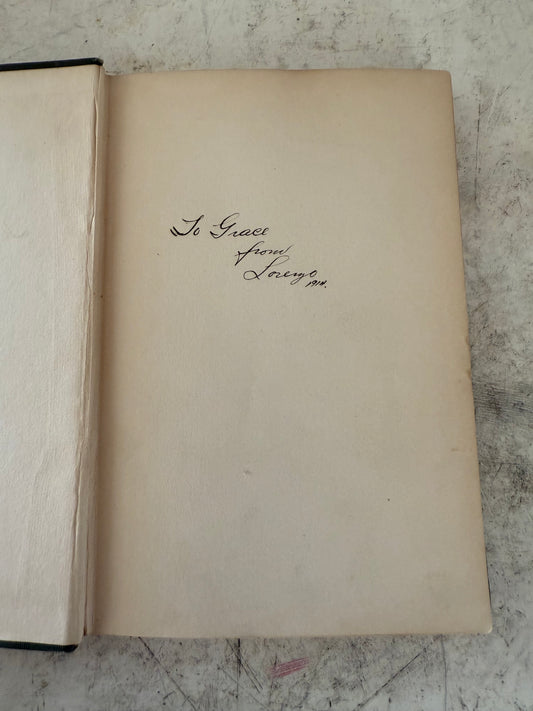 To Grace
from
Lorenzo
1914.